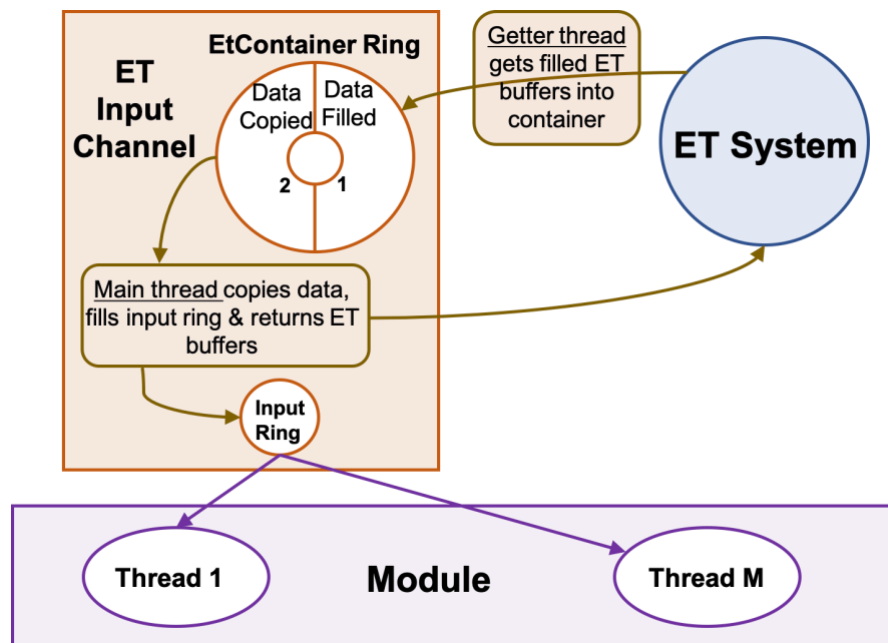 EtContainer Ring
ET
Input
Channel
Data
Copied
Data
Filled
2
1
Getter thread
gets filled ET
buffers into
container
ET System
Main thread copies data,
fills input ring & returns ET
buffers
Input
Ring
Thread 1
Module
Thread M